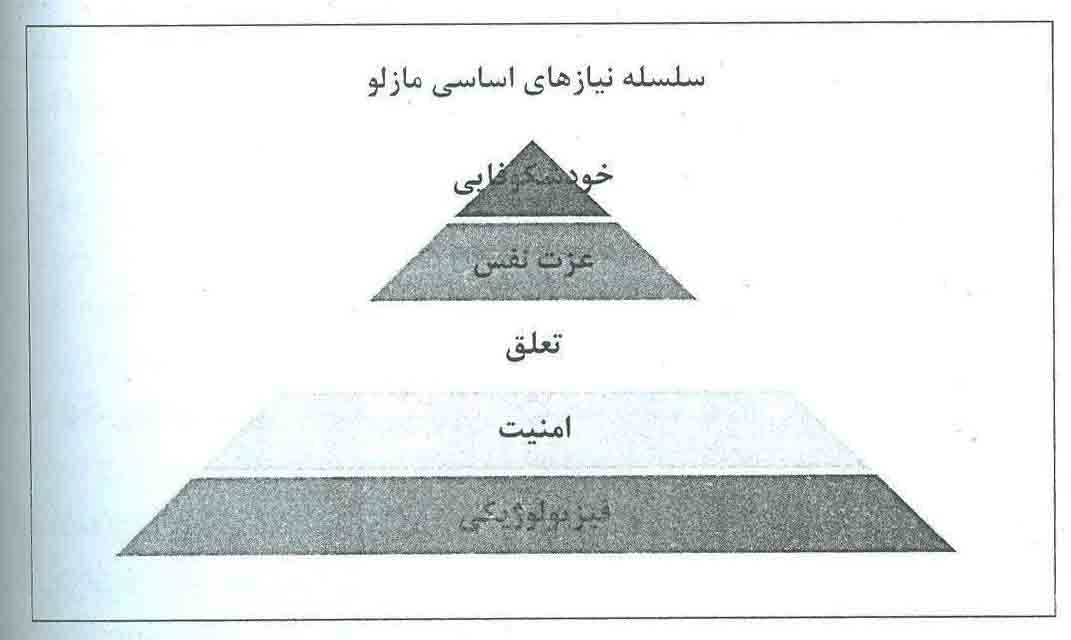 سلسله نیازهای اساسی مازلو
خودشکوفایی
عزت نفس
تعلق
امنیت
فیزیولوژیکی